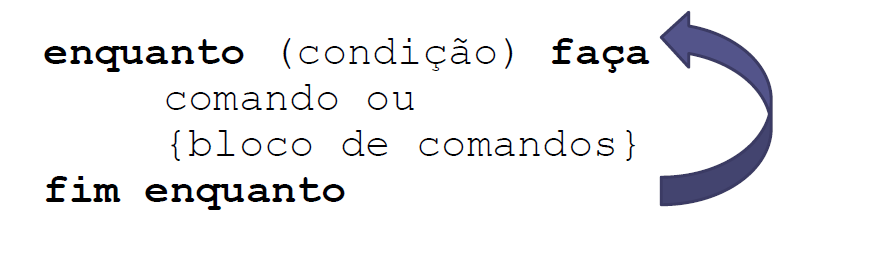 enquanto (condição) faça
comando ou
{bloco de comandos}
fim enquanto